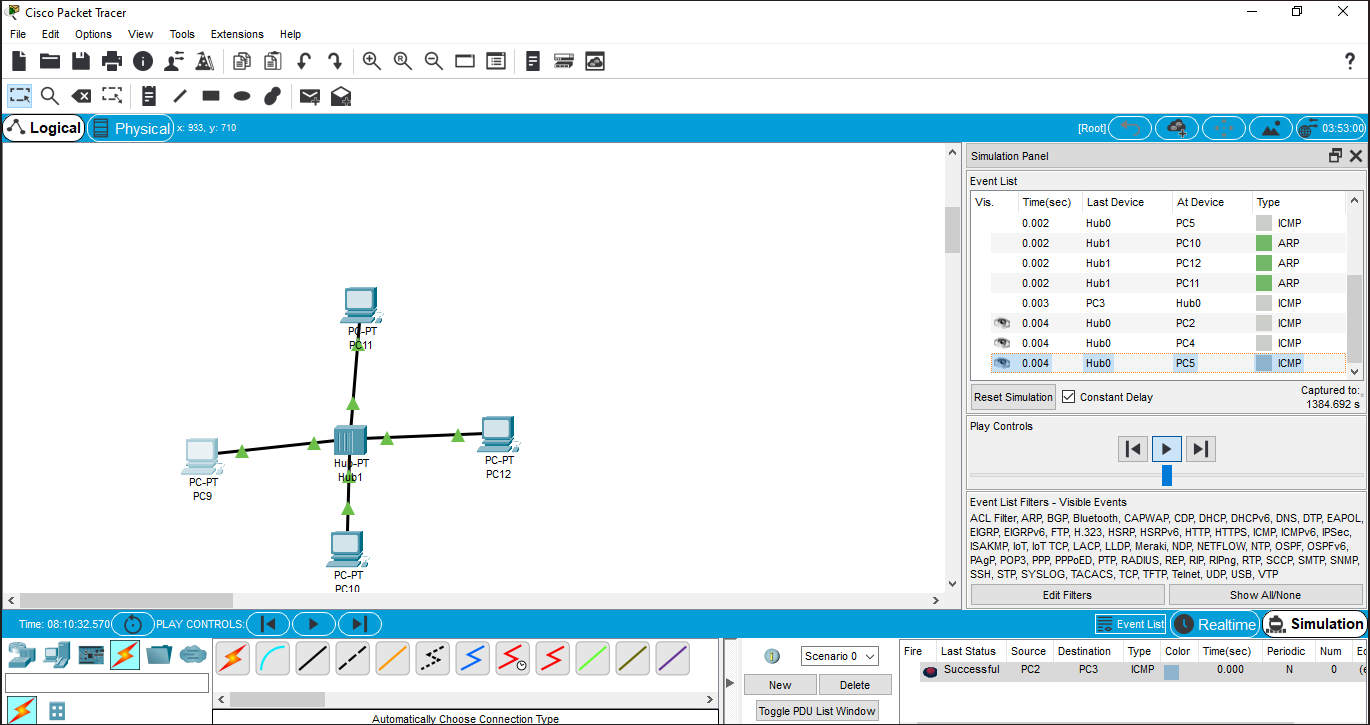 Cisco Packet Tracer
File Edit Options View Tools Extensions Help
?
Logical Physical x: 933, y: 710 [Root] 03:53:00
Simulation Panel
Event List
Vis. Time(sec) Last Device At Device Type
0.002 Hub0 PC5 ICMP
0.002 Hub1 PC10 ARP
0.002 Hub1 PC12 ARP
0.002 Hub1 PC11 ARP
0.003 PC3 Hub0 ICMP
0.004 Hub0 PC2 ICMP
0.004 Hub0 PC4 ICMP
0.004 Hub0 PC5 ICMP
Reset Simulation Constant Delay Captured to:
1384.692 s
Play Controls
Event List Filters - Visible Events
ACL Filter, ARP, BGP, Bluetooth, CAPWAP, CDP, DHCP, DHCPv6, DNS, DTP, EAPOL,
EIGRP, EIGRPv6, FTP, H.323, HSRP, HSRPv6, HTTP, HTTPS, ICMP, ICMPv6, IPSec,
ISAKMP, IoT, IoT TCP, LACP, LLDP, Meraki, NDP, NETFLOW, NTP, OSPF, OSPFv6,
PAgP, POP3, PPP, PPPoED, PTP, RADIUS, REP, RIP, RIPng, RTP, SCCP, SMTP, SNMP,
SSH, STP, SYSLOG, TACACS, TCP, TFTP, Telnet, UDP, USB, VTP
Edit Filters Show All/None
PC-PT
PC11
PC-PT
PC12
Hub-PT
Hub1
PC-PT
PC9
PC-PT
PC10
Time: 08:10:32.570 PLAY CONTROLS: Event List Realtime Simulation
Automatically Choose Connection Type
Scenario 0
New Delete
Toggle PDU List Window
Fire Last Status Source Destination Type Color Time(sec) Periodic Num Ec
Successful PC2 PC3 ICMP 0.000 N 0 (e